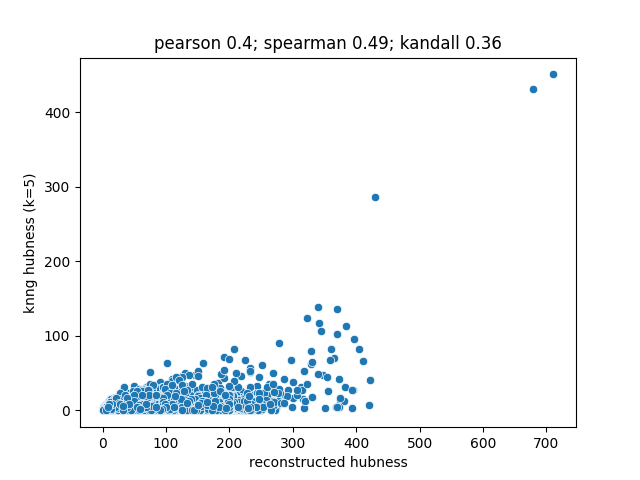 pearson 0.4; spearman 0.49; kandall 0.36
knng hubness (k=5)
400
300
200
100
0
0 100 200 300 400 500 600 700
reconstructed hubness